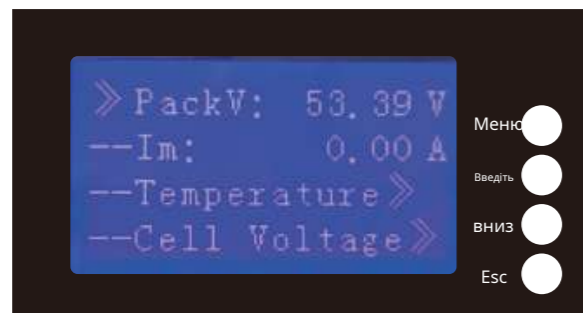 ≫PackV: 53.39 V
--Im: 0.00 A
--Temperature≫
--Cell Voltage≫
Меню
Введіть
вниз
Esc